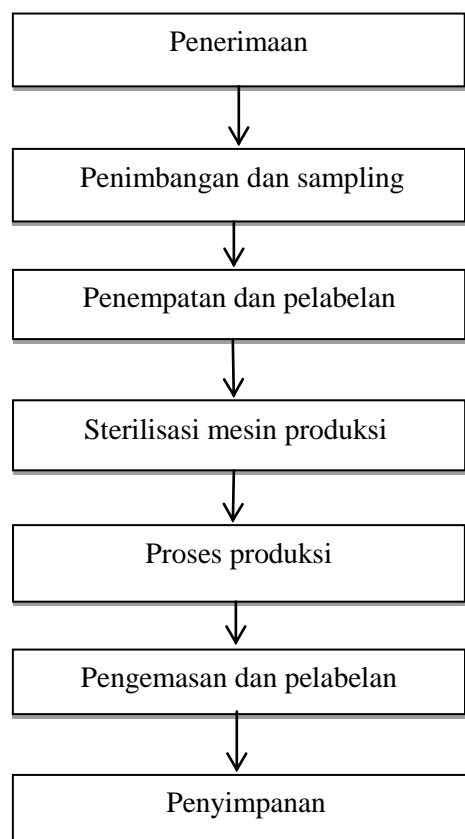 Penerimaan
Penimbangan dan sampling
Penempatan dan pelabelan
Sterilisasi mesin produksi
Proses produksi
Pengemasan dan pelabelan
Penyimpanan